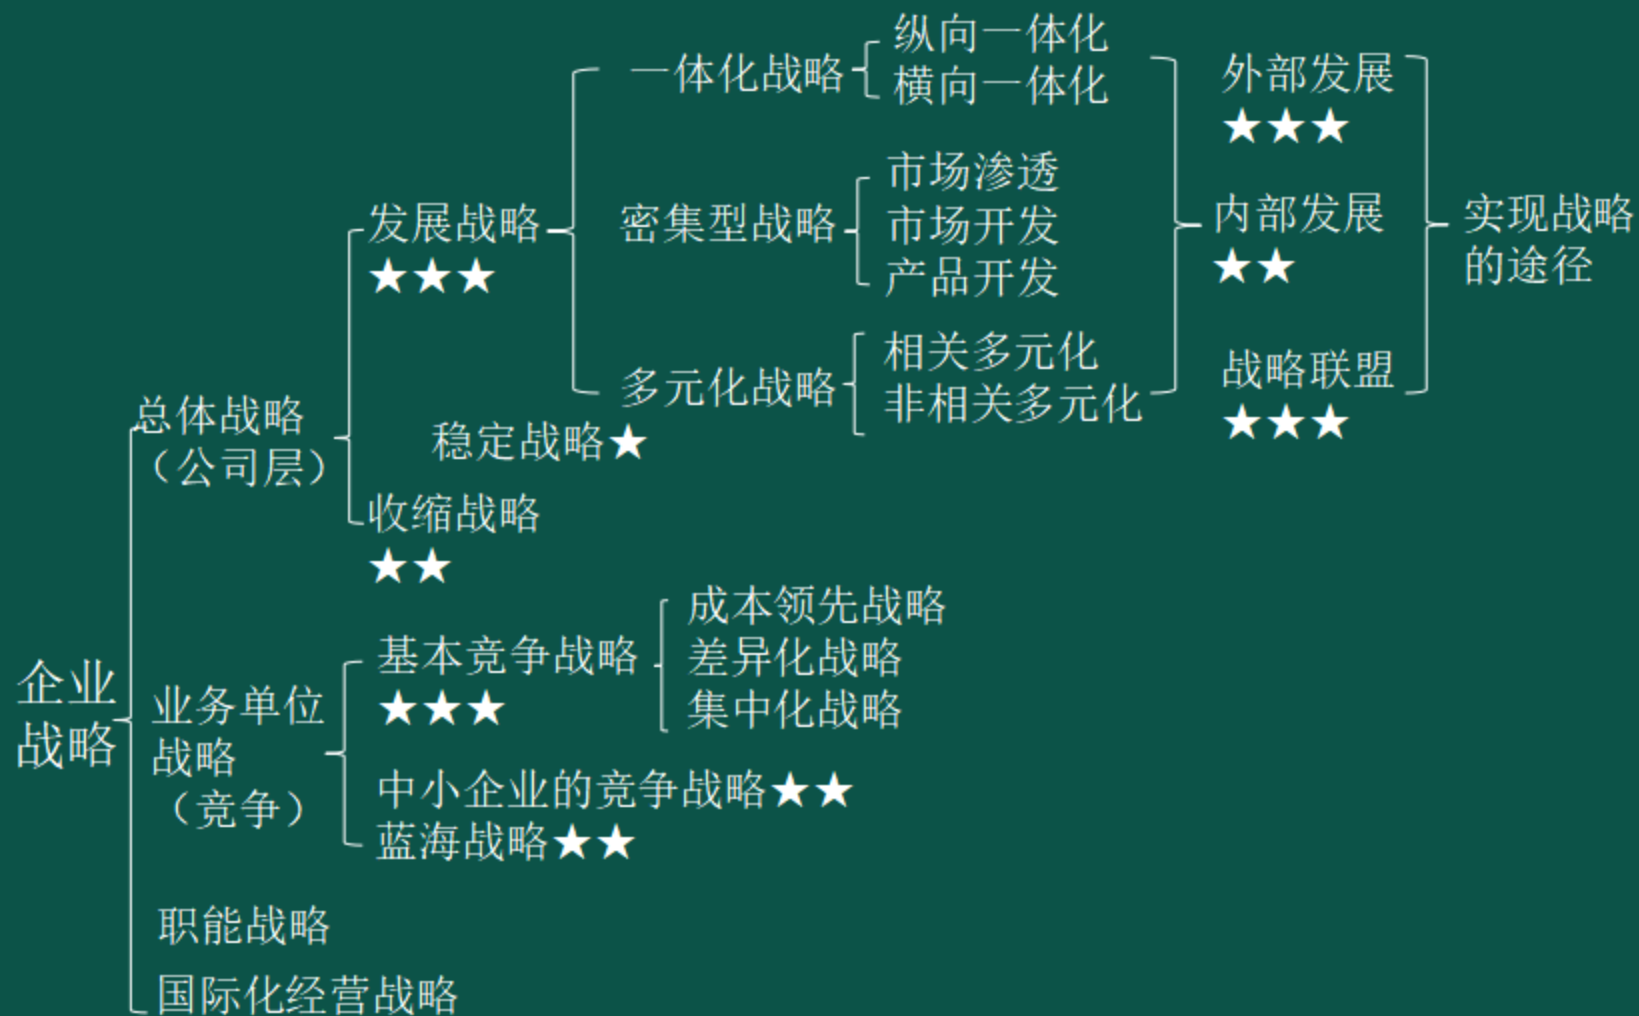 企业
战略
总体战略
（公司层）
发展战略
★★★
一体化战略
纵向一体化
横向一体化
密集型战略
市场渗透
市场开发
产品开发
多元化战略
相关多元化
非相关多元化
外部发展
★★★
内部发展
★★
战略联盟
★★★
实现战略
的途径
稳定战略★
收缩战略
★★
业务单位
战略
（竞争）
基本竞争战略
★★★
成本领先战略
差异化战略
集中化战略
中小企业的竞争战略★★
蓝海战略★★
职能战略
国际化经营战略